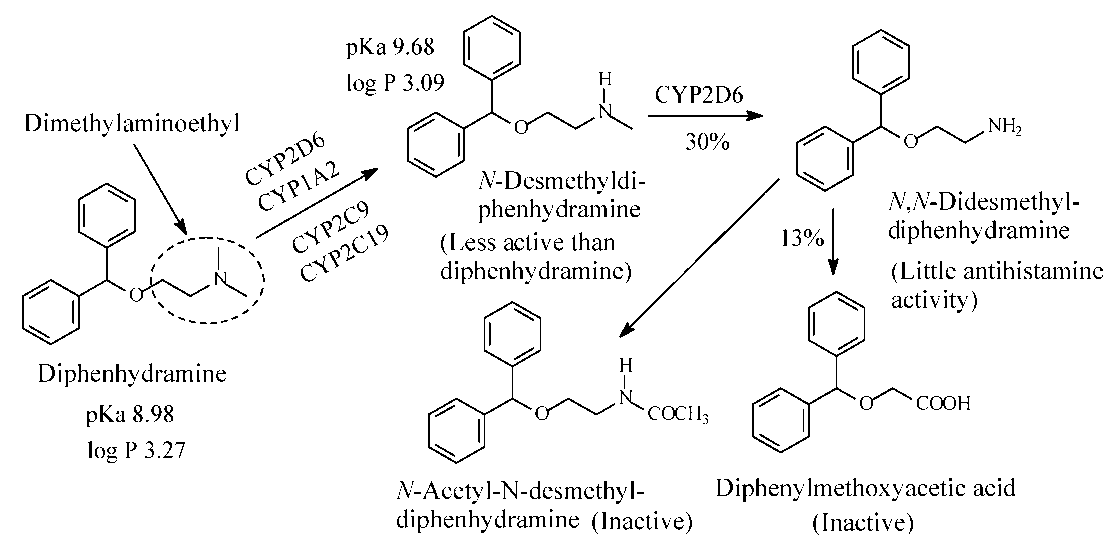 pKa 9.68
log P 3.09
H
N
O
CYP2D6
30%
NH2
O
Dimethylaminoethyl
CYP2D6
CYP1A2
CYP2C9
CYP2C19
N-Desmethyldi-
phenhydramine
(Less active than
diphenhydramine)
N,N-Didesmethyl-
diphenhydramine
(Little antihistamine
activity)
13%
N
O
Diphenhydramine
pKa 8.98
log P 3.27
H
N
O
COCH3
O
COOH
N-Acetyl-N-desmethyl-
diphenhydramine (Inactive)
Diphenylmethoxyacetic acid
(Inactive)